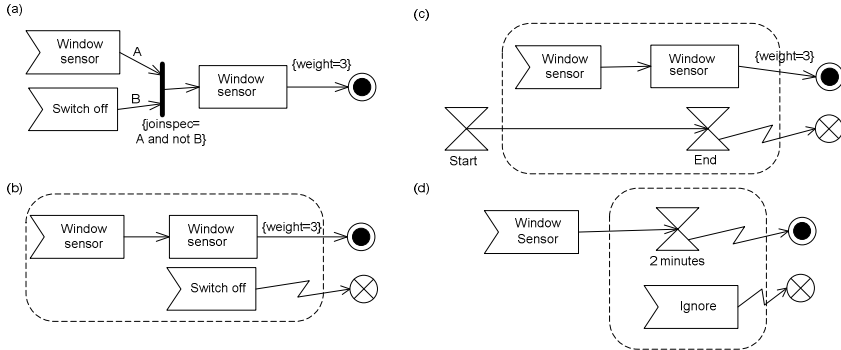 (a)
Window
sensor
A
Switch off
B
{joinspec=
A and not B}
Window
sensor
{weight=3}
(b)
Window
sensor
Window
sensor
{weight=3}
Switch off
(c)
Window
sensor
Window
sensor
{weight=3}
Start
End
(d)
Window
Sensor
2 minutes
Ignore